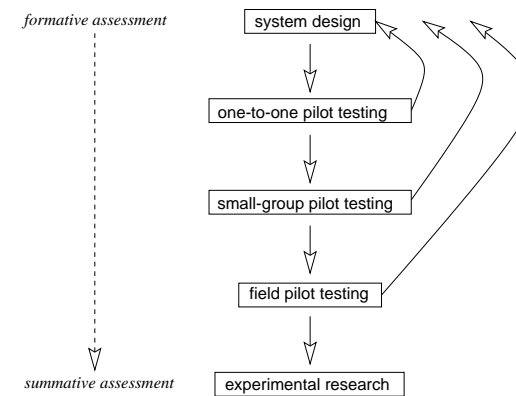 formative assessment
system design
one-to-one pilot testing
small-group pilot testing
field pilot testing
summative assessment
experimental research